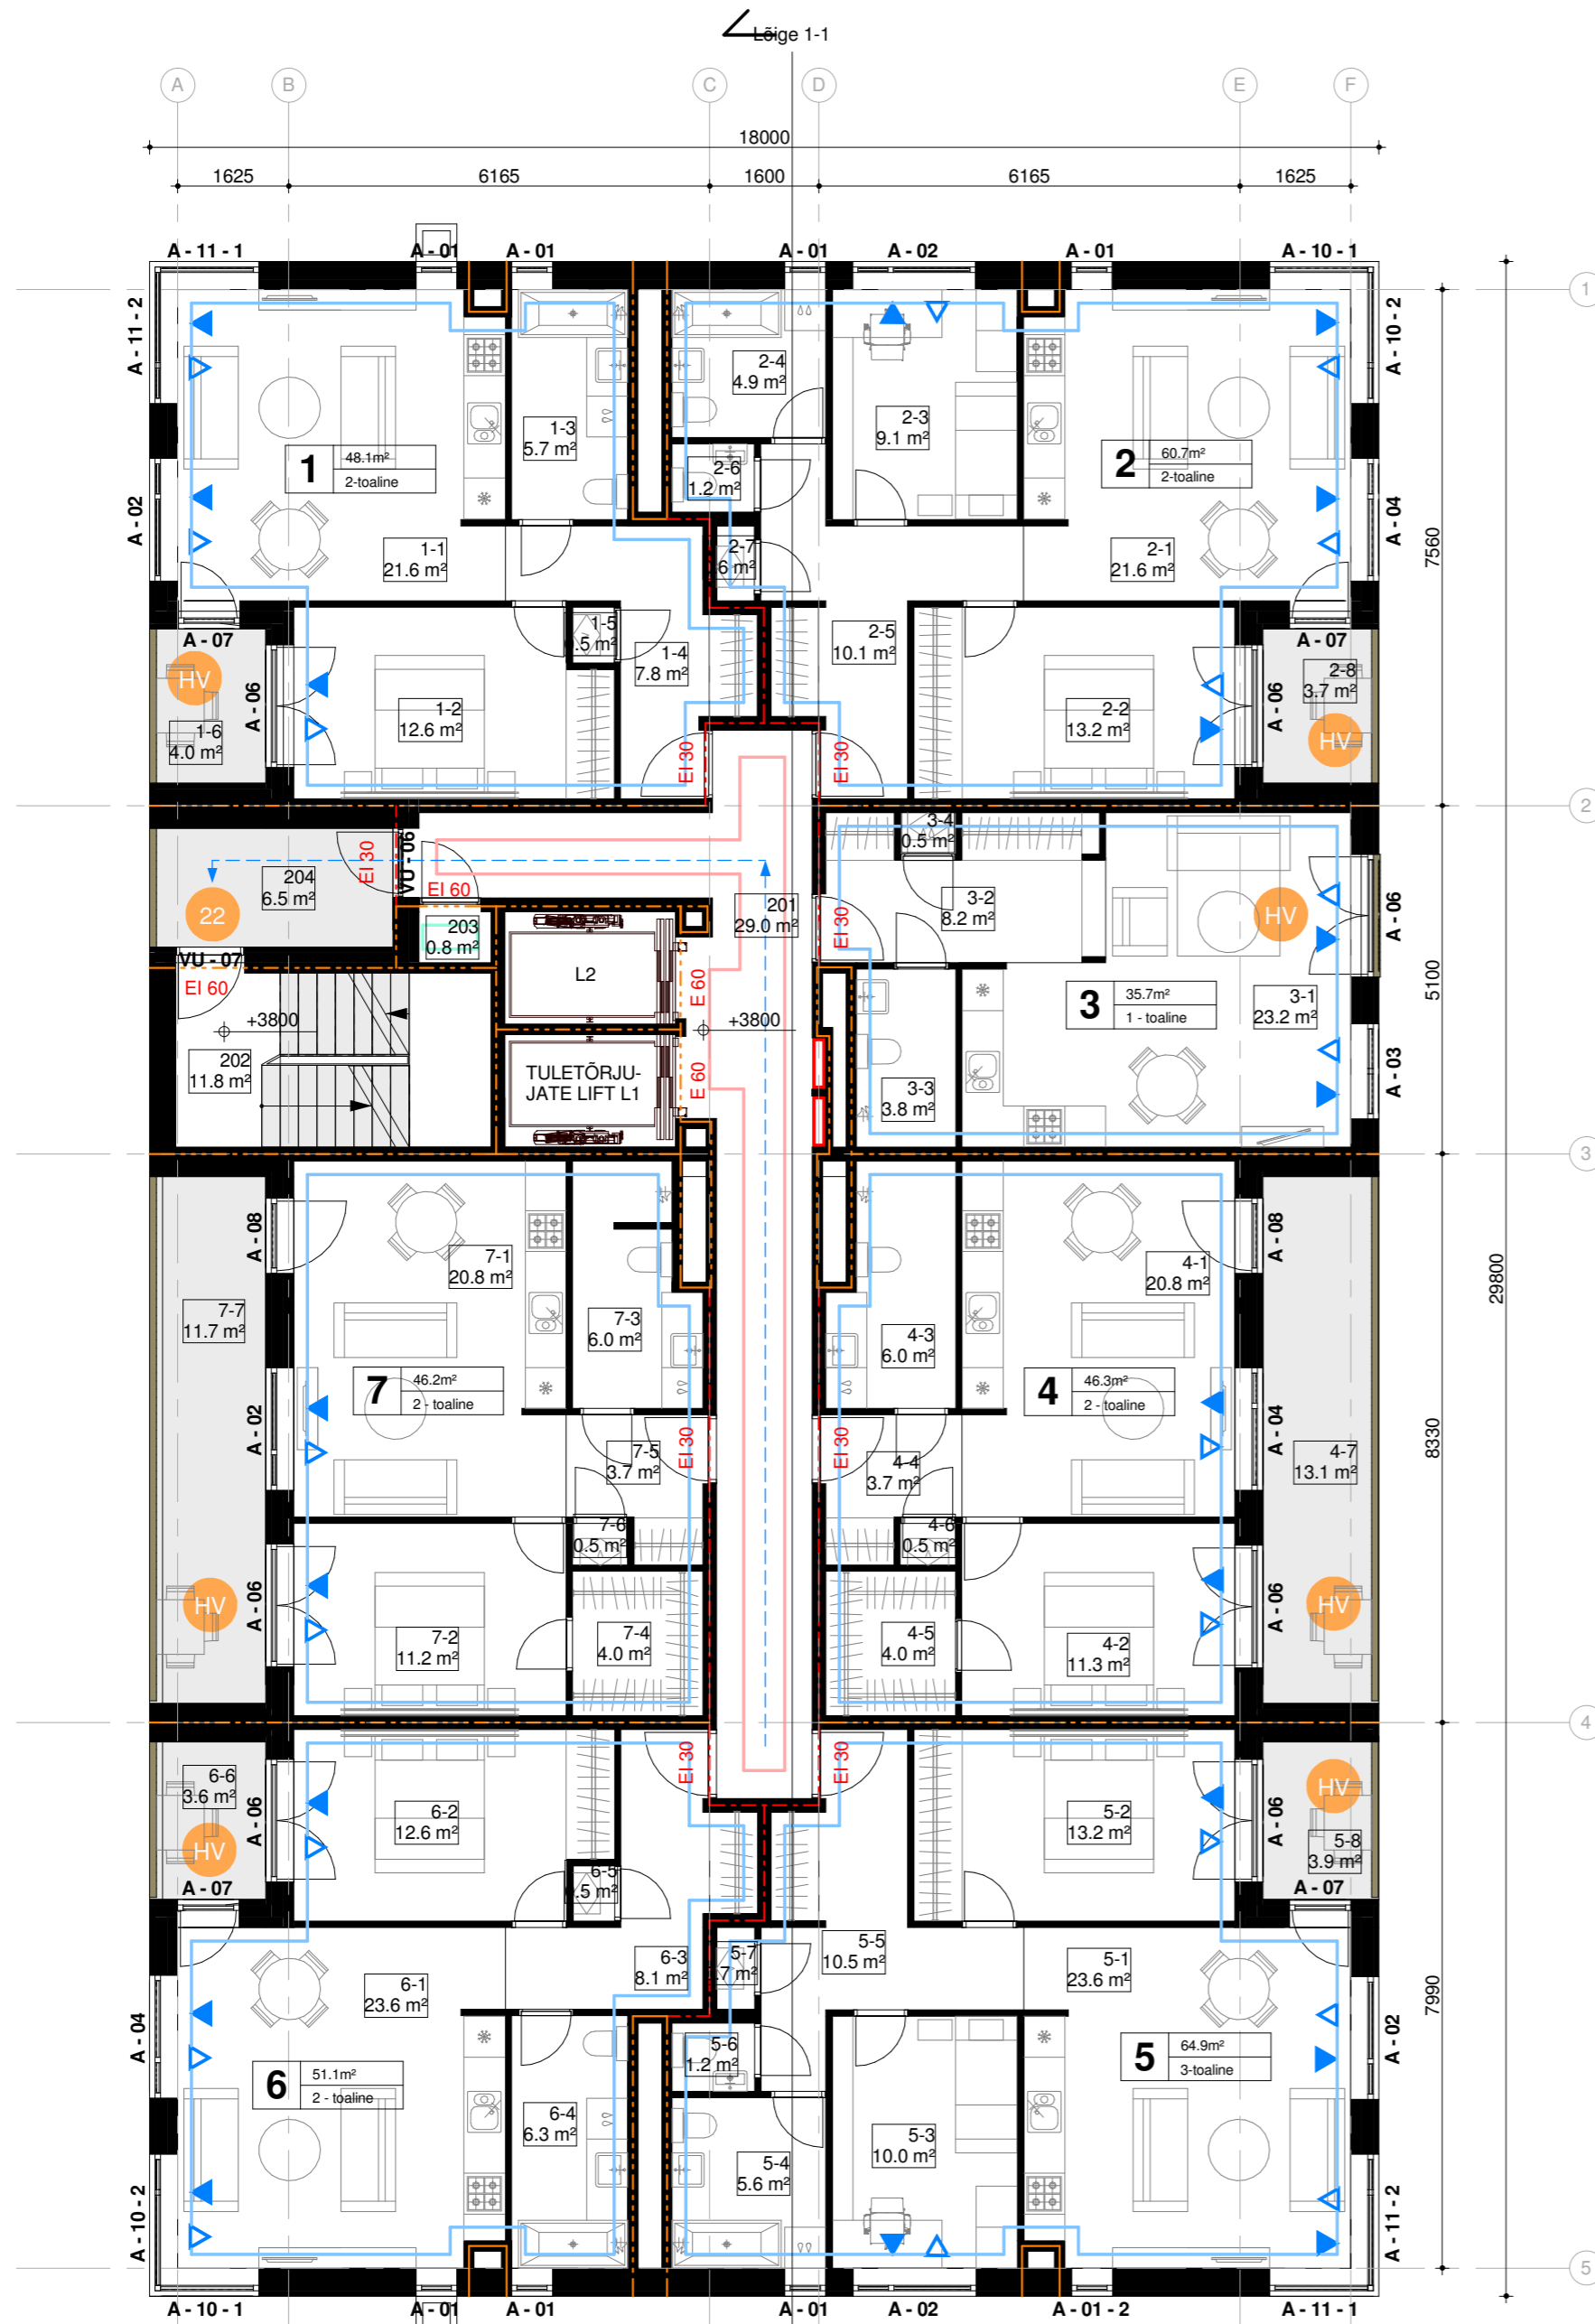 Lõige 1-1
A
B
C
D
E
F
18000
1625
6165
1600
6165
1625
A - 11 - 1
A - 01
A - 01
A - 01
A - 02
A - 01
A - 10 - 1
1
A - 11 - 2
A - 10 - 2
2-4
4.9 m²
1-3
5.7 m²
2-3
9.1 m²
1
48.1m²
2-toaline
2
60.7m²
2-toaline
2-6
1.2 m²
A - 02
A - 04
1-1
21.6 m²
2-7
2-1
21.6 m²
7560
A - 07
1-5
1-4
7.8 m²
2-5
10.1 m²
A - 07
HV
A - 06
1-6
4.0 m²
1-2
12.6 m²
2-2
13.2 m²
A - 06
2-8
3.7 m²
HV
EI 30
EI 30
2
EI 30
VU - 06
EI 60
204
6.5 m²
22
3-4
0.5 m²
3-2
8.2 m²
201
29.0 m²
EI 30
HV
A - 06
203
0.8 m²
VU - 07
EI 60
L2
E 60
+3800
+3800
3
35.7m²
1 - toaline
3-1
23.2 m²
5100
202
11.8 m²
TULETÕRJU-
JATE LIFT L1
E 60
3-3
3.8 m²
A - 03
3
A - 08
7-1
20.8 m²
4-1
20.8 m²
A - 08
29800
7-7
11.7 m²
7-3
6.0 m²
4-3
6.0 m²
7
46.2m²
2 - toaline
4
46.3m²
2 - toaline
A - 02
A - 04
7-5
3.7 m²
EI 30
EI 30
4-4
3.7 m²
4-7
13.1 m²
8330
7-6
0.5 m²
4-6
0.5 m²
HV
A - 06
7-2
11.2 m²
7-4
4.0 m²
4-5
4.0 m²
4-2
11.3 m²
A - 06
HV
4
EI 30
EI 30
6-6
3.6 m²
A - 06
HV
A - 07
6-2
12.6 m²
5-2
13.2 m²
A - 06
HV
5-8
3.9 m²
A - 07
6-5
6-3
8.1 m²
5-7
5-5
10.5 m²
5-1
23.6 m²
6-1
23.6 m²
7990
A - 04
A - 02
5-6
1.2 m²
6
51.1m²
2 - toaline
5
64.9m²
3-toaline
6-4
6.3 m²
5-3
10.0 m²
5-4
5.6 m²
A - 10 - 2
A - 11 - 2
5
A - 10 - 1
A - 01
A - 01
A - 01
A - 02
A - 01 - 2
A - 11 - 1